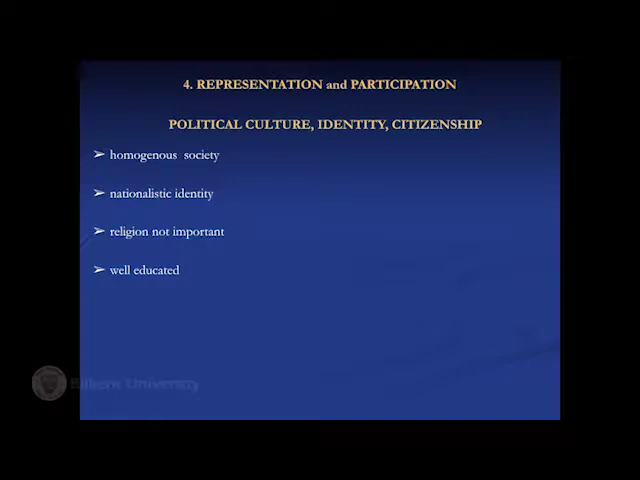 4. REPRESENTATION and PARTICIPATION
POLITICAL CULTURE, IDENTITY, CITIZENSHIP
➢ homogenous society
➢ nationalistic identity
➢ religion not important
➢ well educated
Bilkent University